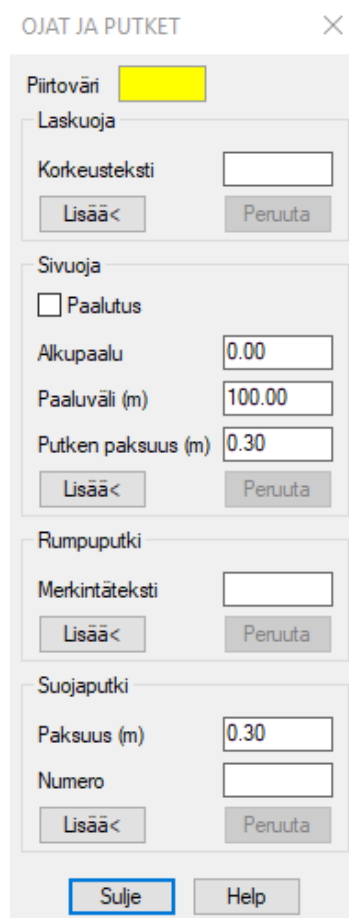 OJAT JA PUTKET
Piirtoväri
Laskuoja
Korkeusteksti
Lisää< Peruuta
Sivuoja
Paalutus
Alkupaalu 0.00
Paaluväli (m) 100.00
Putken paksuus (m) 0.30
Lisää< Peruuta
Rumpuputki
Merkintäteksti
Lisää< Peruuta
Suojaputki
Paksuus (m) 0.30
Numero
Lisää< Peruuta
Sulje Help